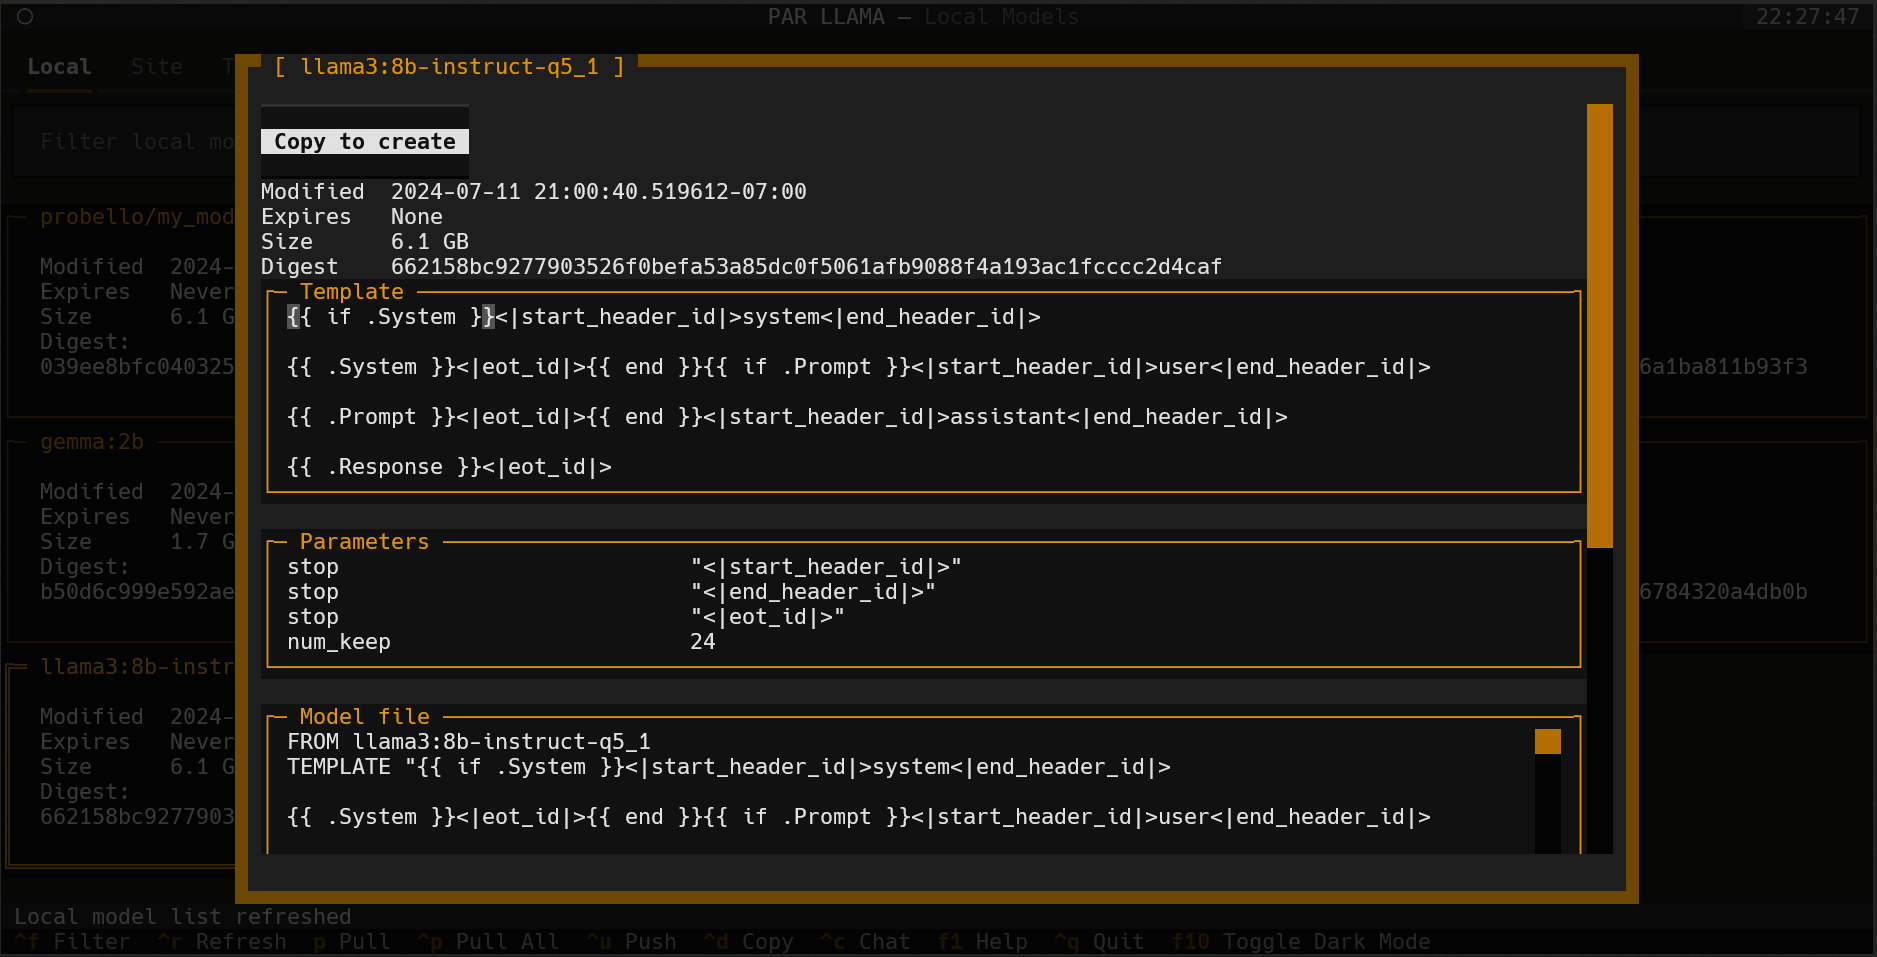 PAR LLAMA — Local Models
22:27:47
Local Site T
[ llama3:8b-instruct-q5_1 ]
Filter local mo
Copy to create
Modified 2024-07-11 21:00:40.519612-07:00
Expires None
Size 6.1 GB
Digest 662158bc9277903526f0befa53a85dc0f5061afb9088f4a193ac1fcccc2d4caf
Template
{{ if .System }}<|start_header_id|>system<|end_header_id|>
{{ .System }}<|eot_id|>{{ end }}{{ if .Prompt }}<|start_header_id|>user<|end_header_id|>
{{ .Prompt }}<|eot_id|>{{ end }}<|start_header_id|>assistant<|end_header_id|>
{{ .Response }}<|eot_id|>
Parameters
stop "<|start_header_id|>"
stop "<|end_header_id|>"
stop "<|eot_id|>"
num_keep 24
Model file
FROM llama3:8b-instruct-q5_1
TEMPLATE "{{ if .System }}<|start_header_id|>system<|end_header_id|>
{{ .System }}<|eot_id|>{{ end }}{{ if .Prompt }}<|start_header_id|>user<|end_header_id|>
probello/my_mod
Modified 2024-
Expires Never
Size 6.1 G
Digest:
039ee8bfc040325
6a1ba811b93f3
gemma:2b
Modified 2024-
Expires Never
Size 1.7 G
Digest:
b50d6c999e592ae
6784320a4db0b
llama3:8b-instr
Modified 2024-
Expires Never
Size 6.1 G
Digest:
662158bc9277903
Local model list refreshed
^f Filter ^r Refresh p Pull ^p Pull All ^u Push ^d Copy ^c Chat f1 Help ^q Quit f10 Toggle Dark Mode